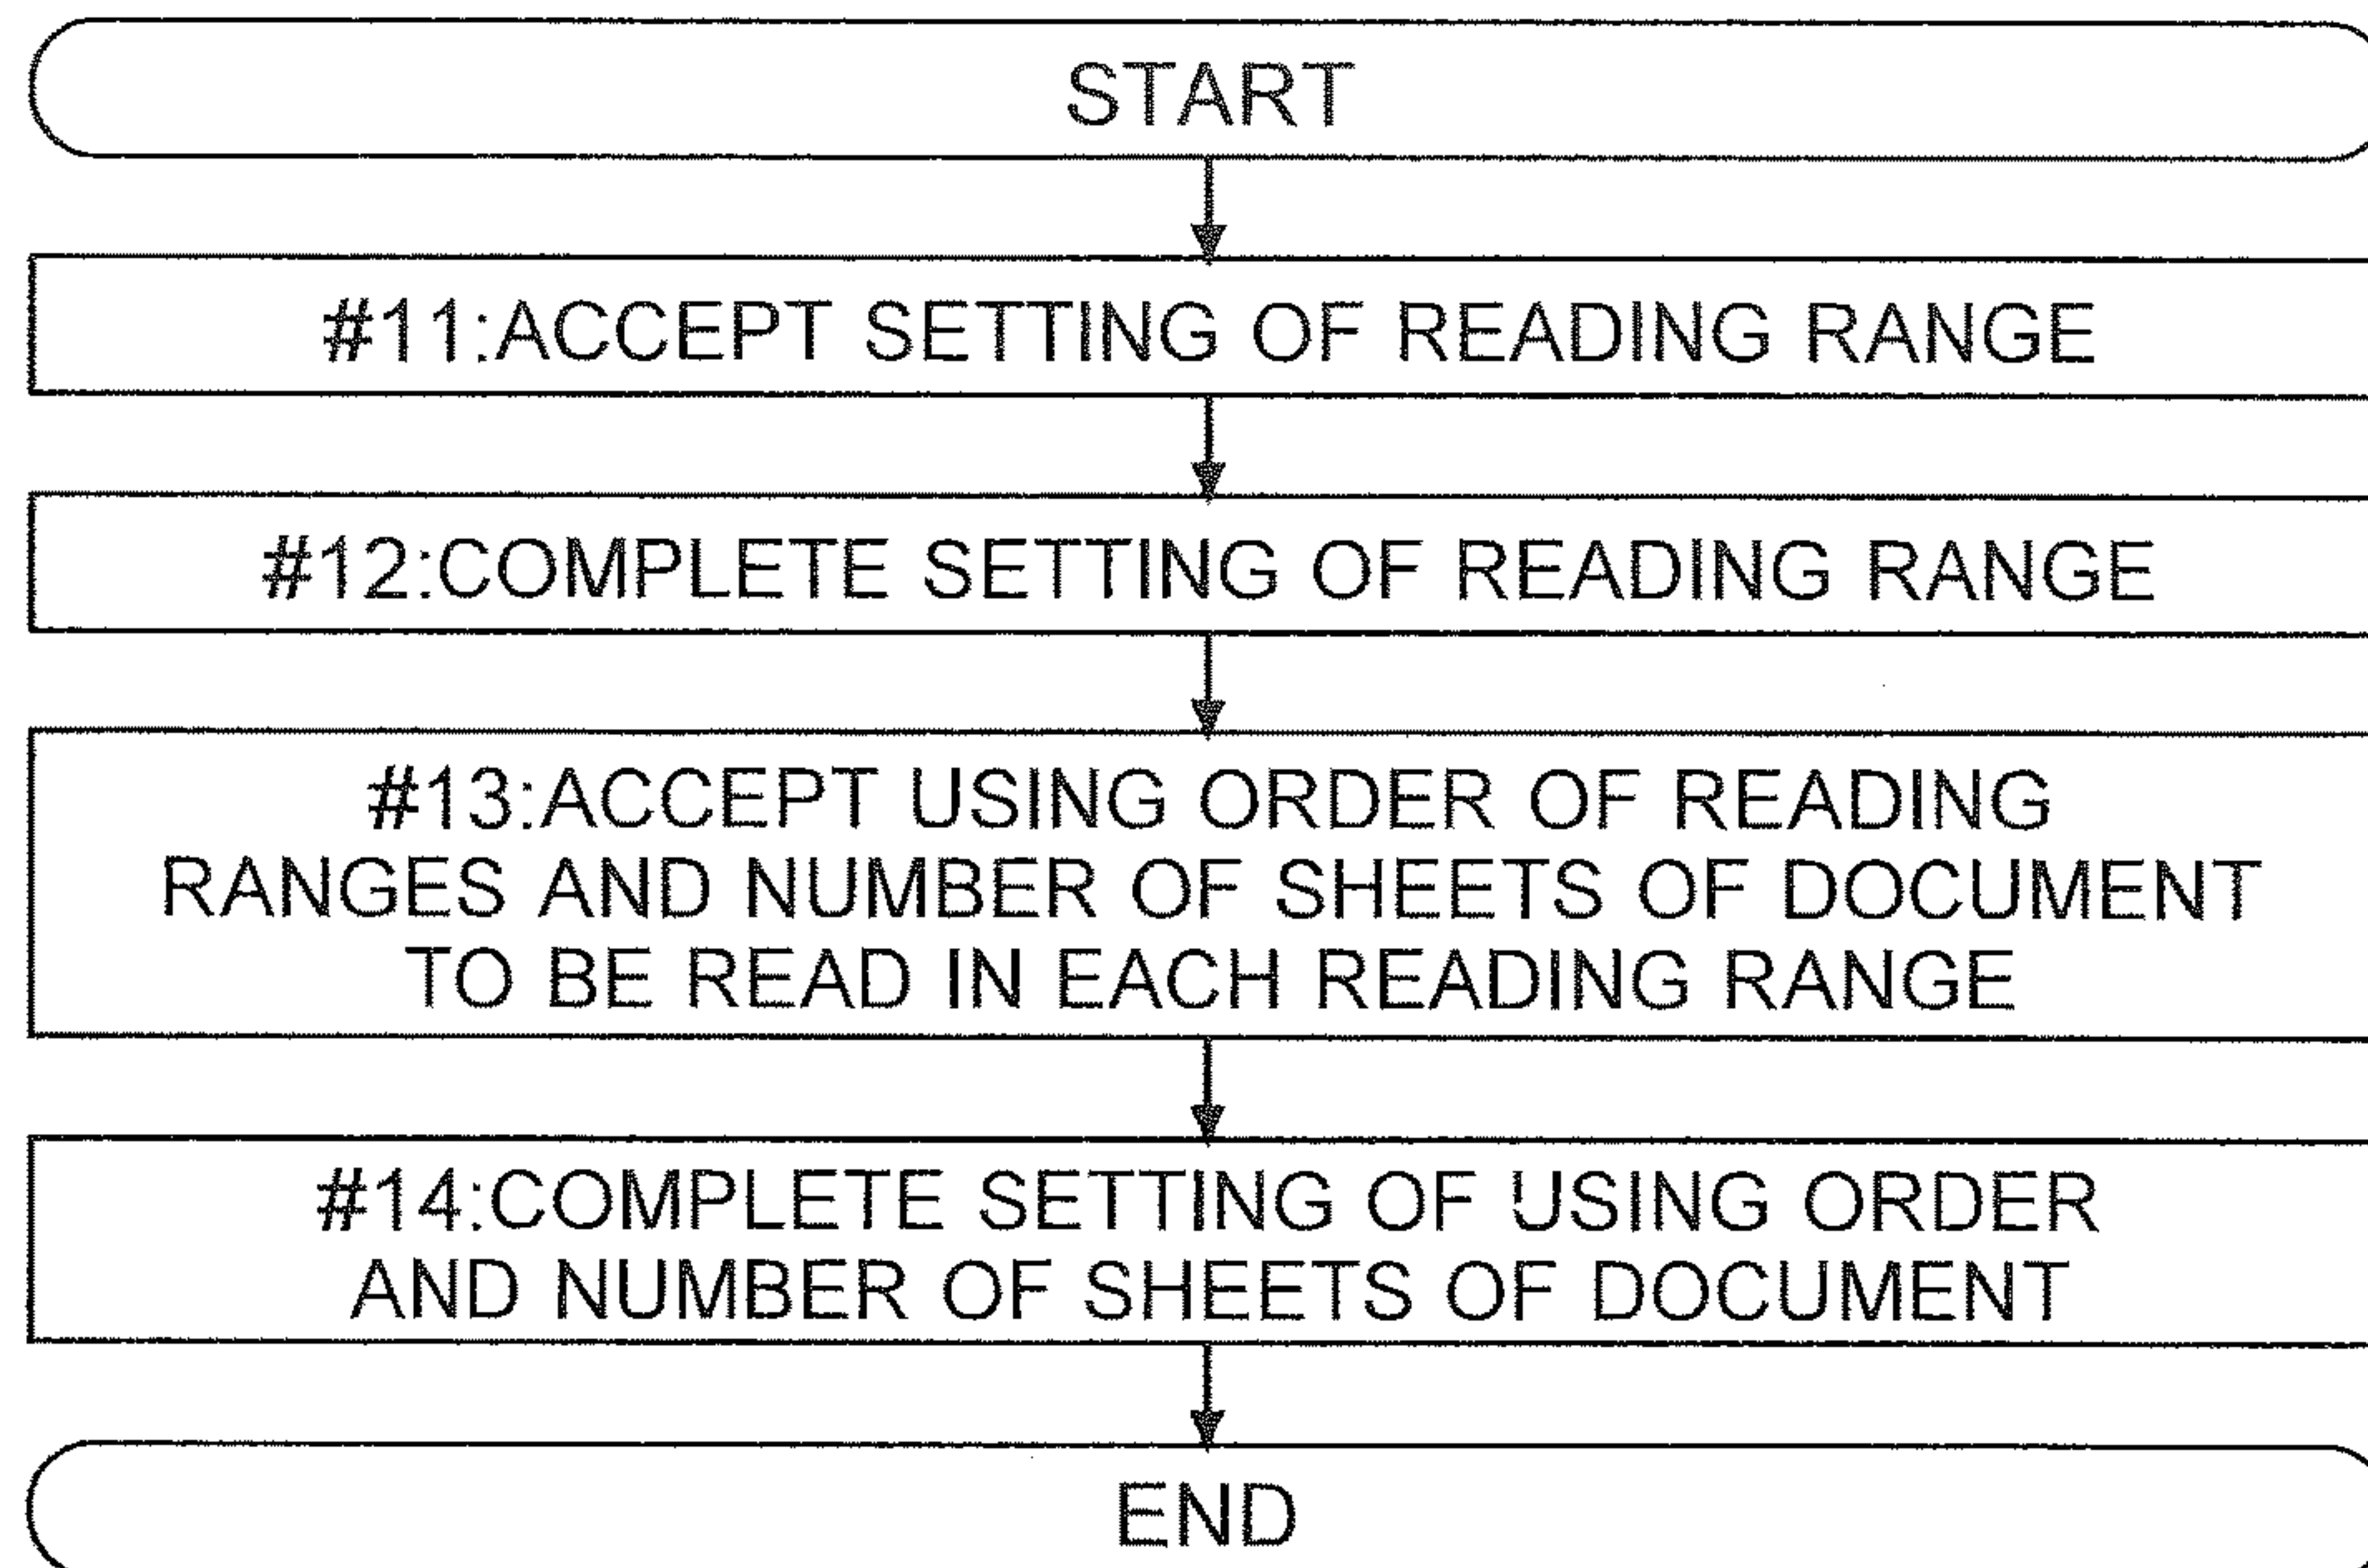 START
#11:ACCEPT SETTING OF READING RANGE
#12:COMPLETE SETTING OF READING RANGE
#13:ACCEPT USING ORDER OF READING
RANGES AND NUMBER OF SHEETS OF DOCUMENT
TO BE READ IN EACH READING RANGE
#14:COMPLETE SETTING OF USING ORDER
AND NUMBER OF SHEETS OF DOCUMENT
END